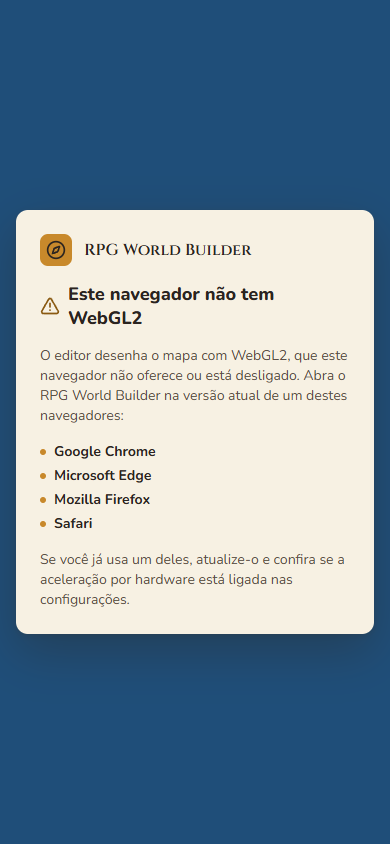 RPG World Builder
Este navegador não tem
WebGL2
O editor desenha o mapa com WebGL2, que este
navegador não oferece ou está desligado. Abra o
RPG World Builder na versão atual de um destes
navegadores:
Google Chrome
Microsoft Edge
Mozilla Firefox
Safari
Se você já usa um deles, atualize-o e confira se a
aceleração por hardware está ligada nas
configurações.